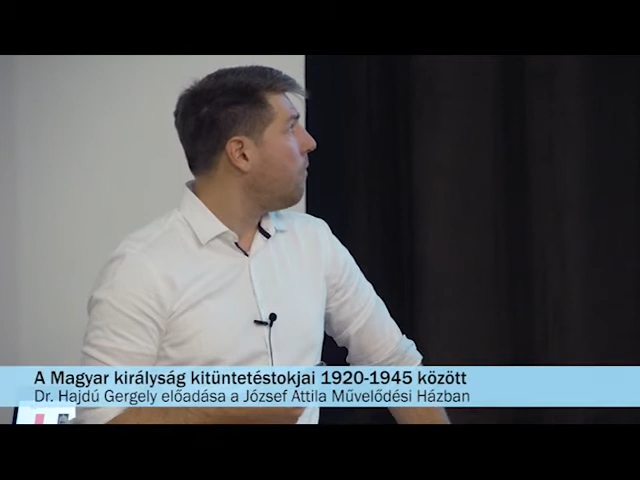 A Magyar királyság kitüntetéstokjai 1920-1945 között
Dr. Hajdú Gergely előadása a József Attila Művelődési Házban